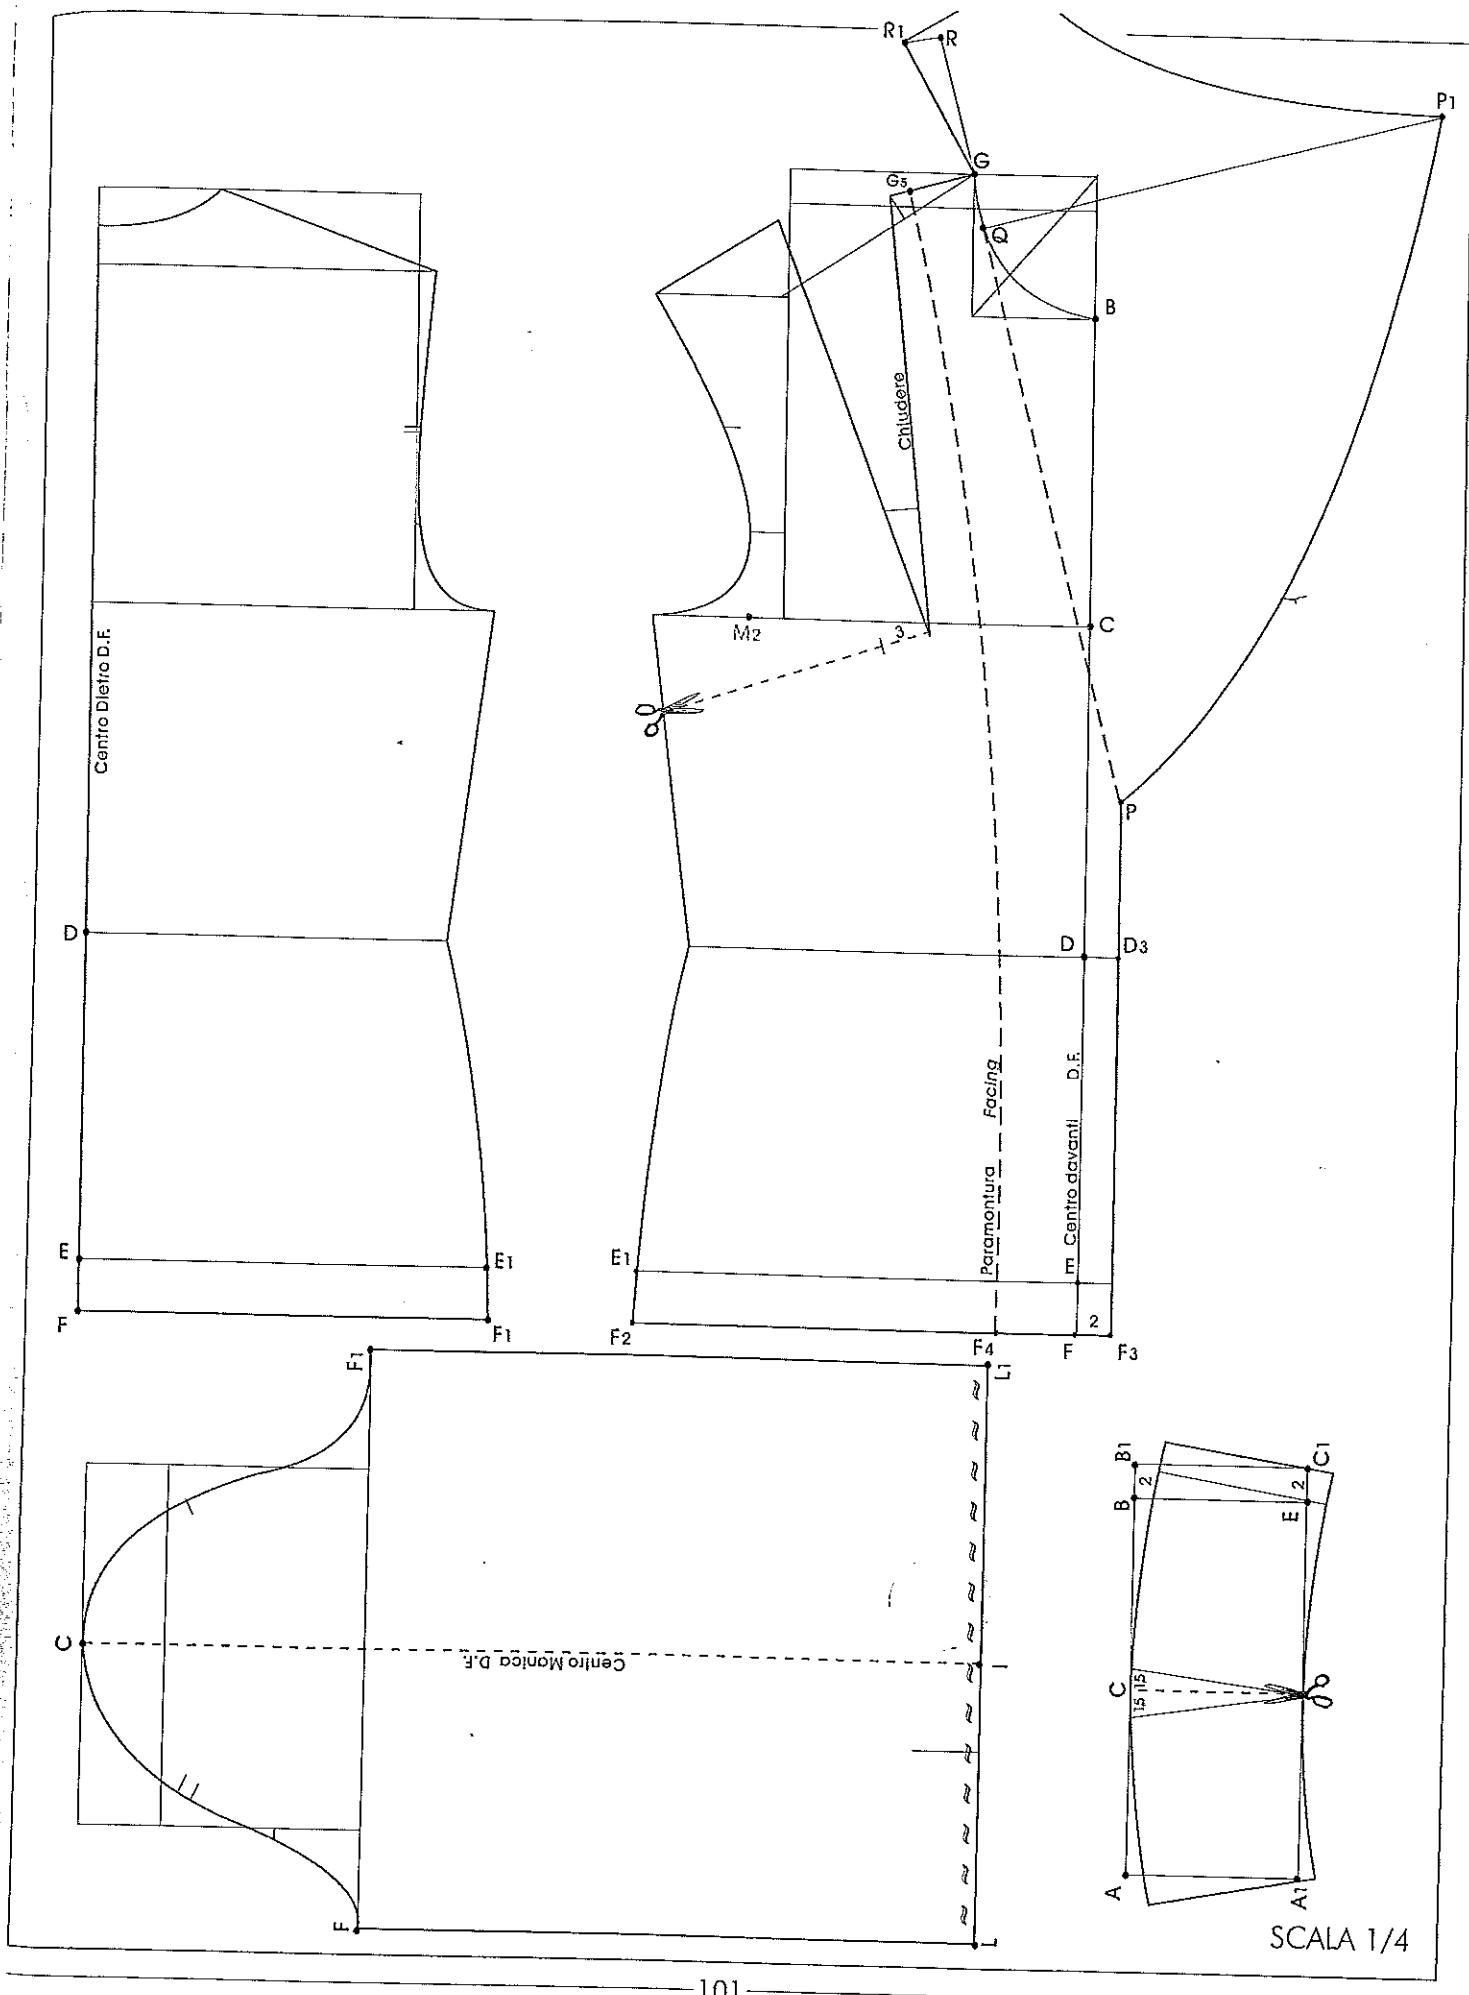 R1 R
P1
G
G5
Q
B
Chiudere
M2
3
C
Centro Dietro D.F.
P
D
D D3
Paramontura Facing
Centro davanti D.F.
E
E1
E1
E
F
F1
F2
F4
F
2
F3
F1
L1
C
Centro Manica D.F.
F
L
B1
2
B
C1
2
E
C
1.5 1.5
A
A1
SCALA 1/4
101